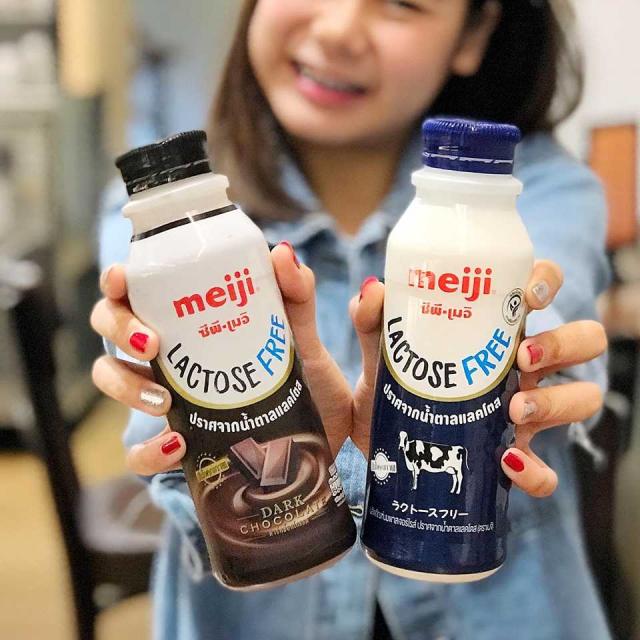 meiji
ซีพี-เมจิ
LACTOSE FREE
ปราศจากน้ำตาลแลคโตส
DARK
CHOCOLATE
meiji
ซีพี-เมจิ
LACTOSE FREE
ปราศจากน้ำตาลแลคโตส
ラクトースフリー